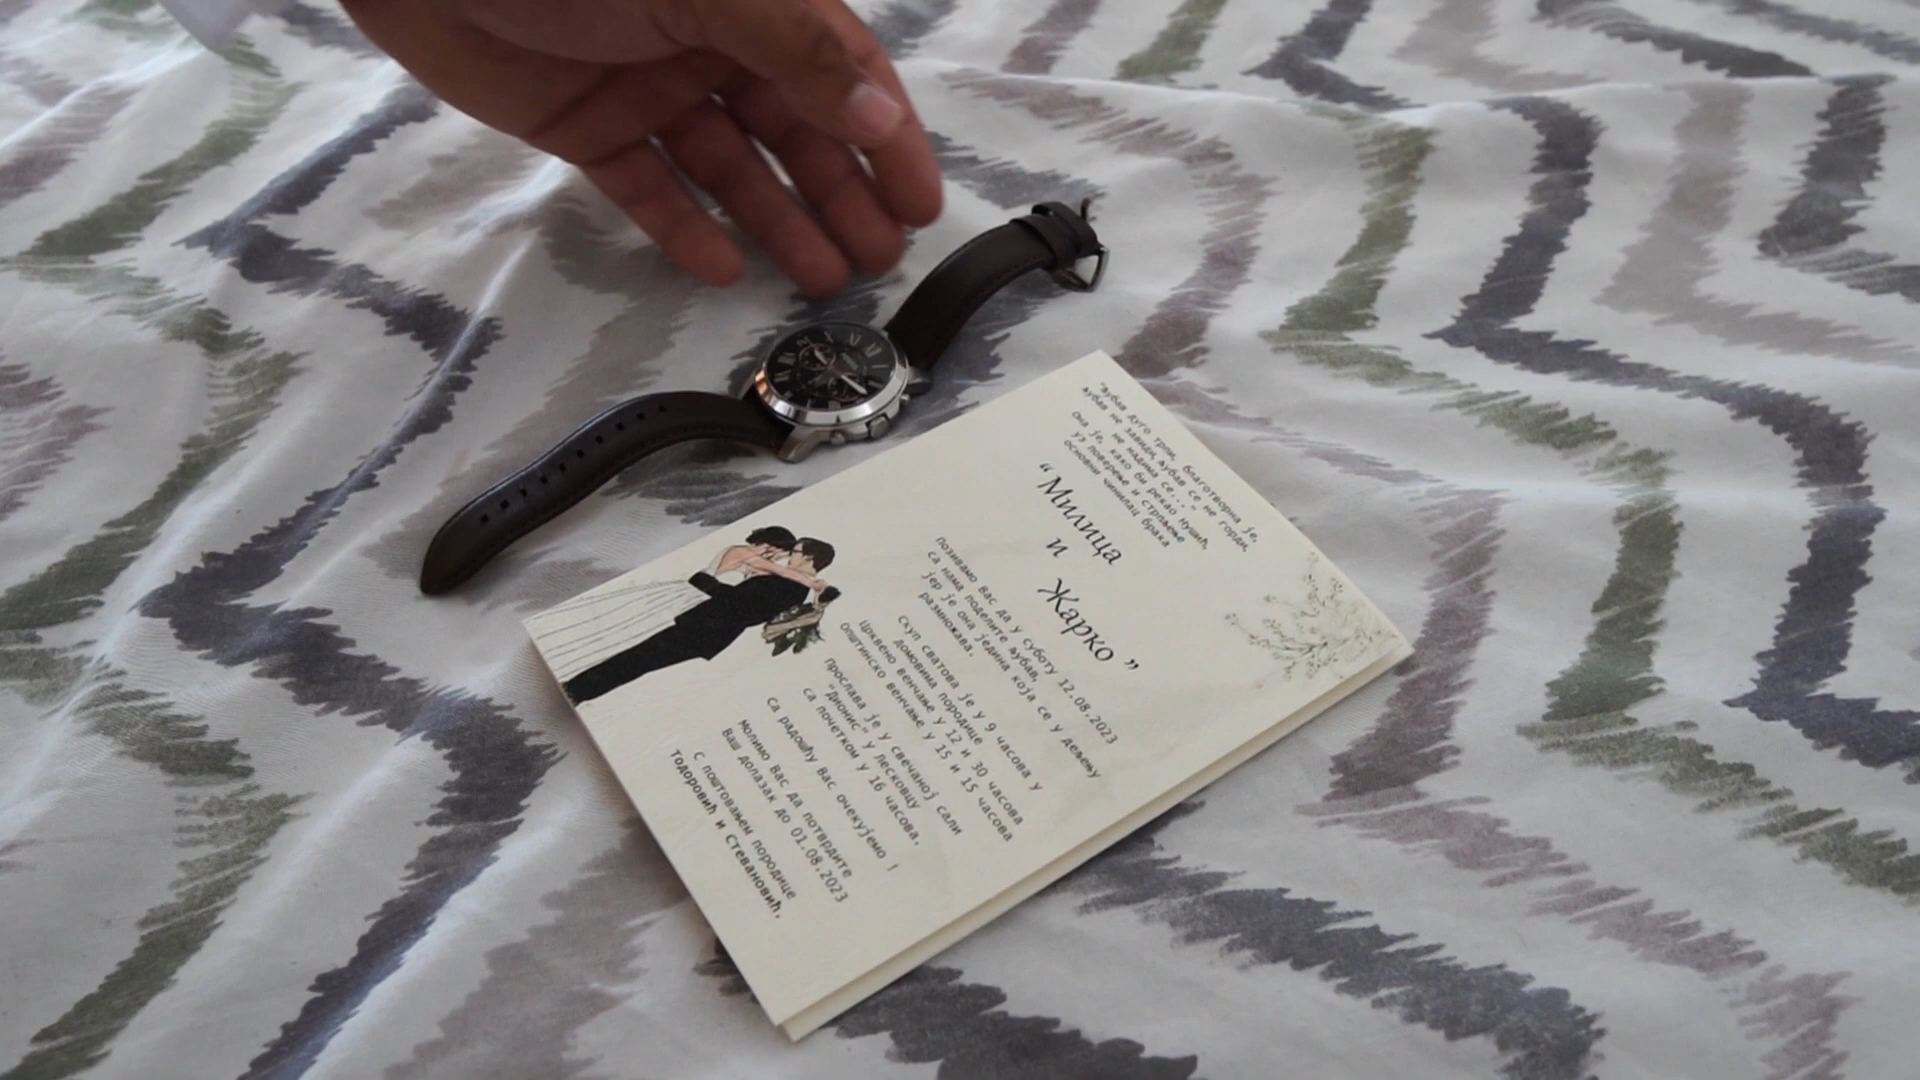 "љубав дуго трпи, благотворна је,
љубав не завиди, љубав се не горди,
не надима се..."
Она је, како би рекао Нушић,
уз поверење и стрпљење
основни чинилац брака
"Милица
и
Жарко"
Позивамо Вас да у суботу 12.08.2023
са нама поделите љубав,
јер је она једина која се у дељењу
размножава.
Скуп сватова је у 9 часова у
домовима породице
Црквено венчање у 12 и 30 часова
Општинско венчање у 15 и 15 часова
Прослава је у свечаној сали
"Дионис" у Лесковцу
са почетком у 16 часова.
Са радошћу Вас очекујемо !
Молимо Вас да потврдите
Ваш долазак до 01.08.2023
С поштовањем породице
Тодоровић и Стевановић.